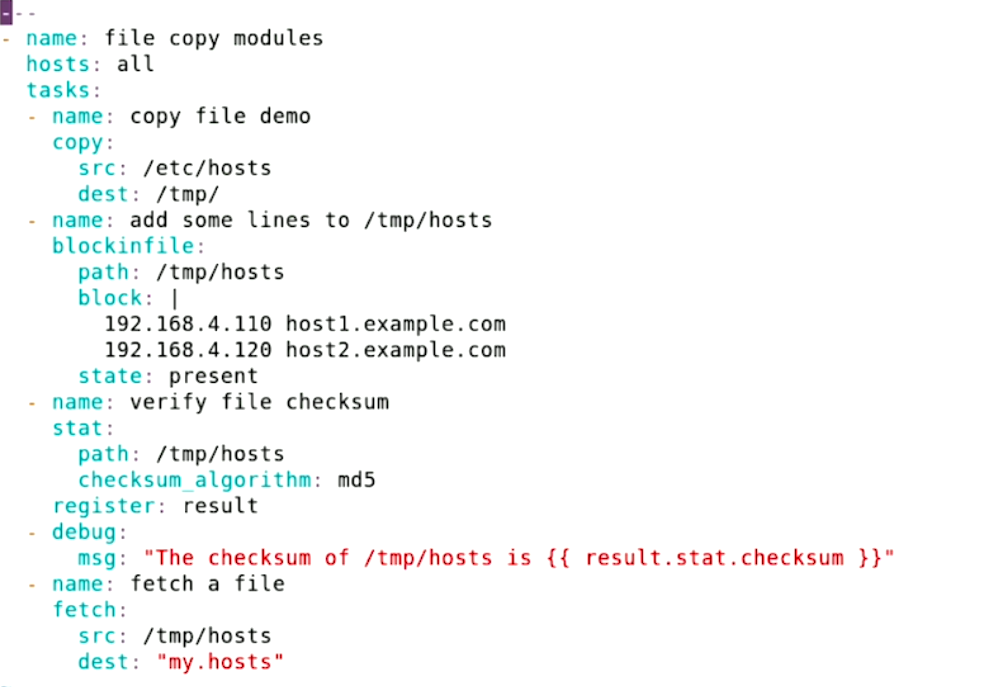 ---
- name: file copy modules
  hosts: all
  tasks:
  - name: copy file demo
    copy:
      src: /etc/hosts
      dest: /tmp/
  - name: add some lines to /tmp/hosts
    blockinfile:
      path: /tmp/hosts
      block: |
        192.168.4.110 host1.example.com
        192.168.4.120 host2.example.com
      state: present
  - name: verify file checksum
    stat:
      path: /tmp/hosts
      checksum_algorithm: md5
    register: result
  - debug:
      msg: "The checksum of /tmp/hosts is {{ result.stat.checksum }}"
  - name: fetch a file
    fetch:
      src: /tmp/hosts
      dest: "my.hosts"